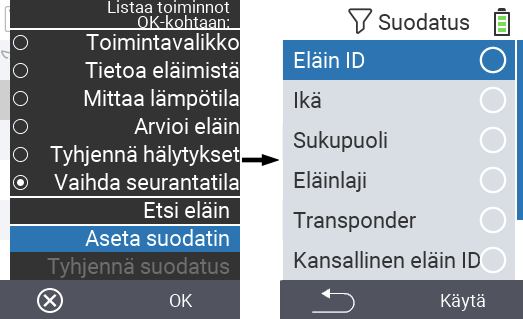 Listaa toiminnot
OK-kohtaan:
Toimintavalikko
Tietoa eläimistä
Mittaa lämpötila
Arvioi eläin
Tyhjennä hälytykset
Vaihda seurantatila
Etsi eläin
Aseta suodatin
Tyhjennä suodatus
OK
Suodatus
Eläin ID
Ikä
Sukupuoli
Eläinlaji
Transponder
Kansallinen eläin ID
Käytä